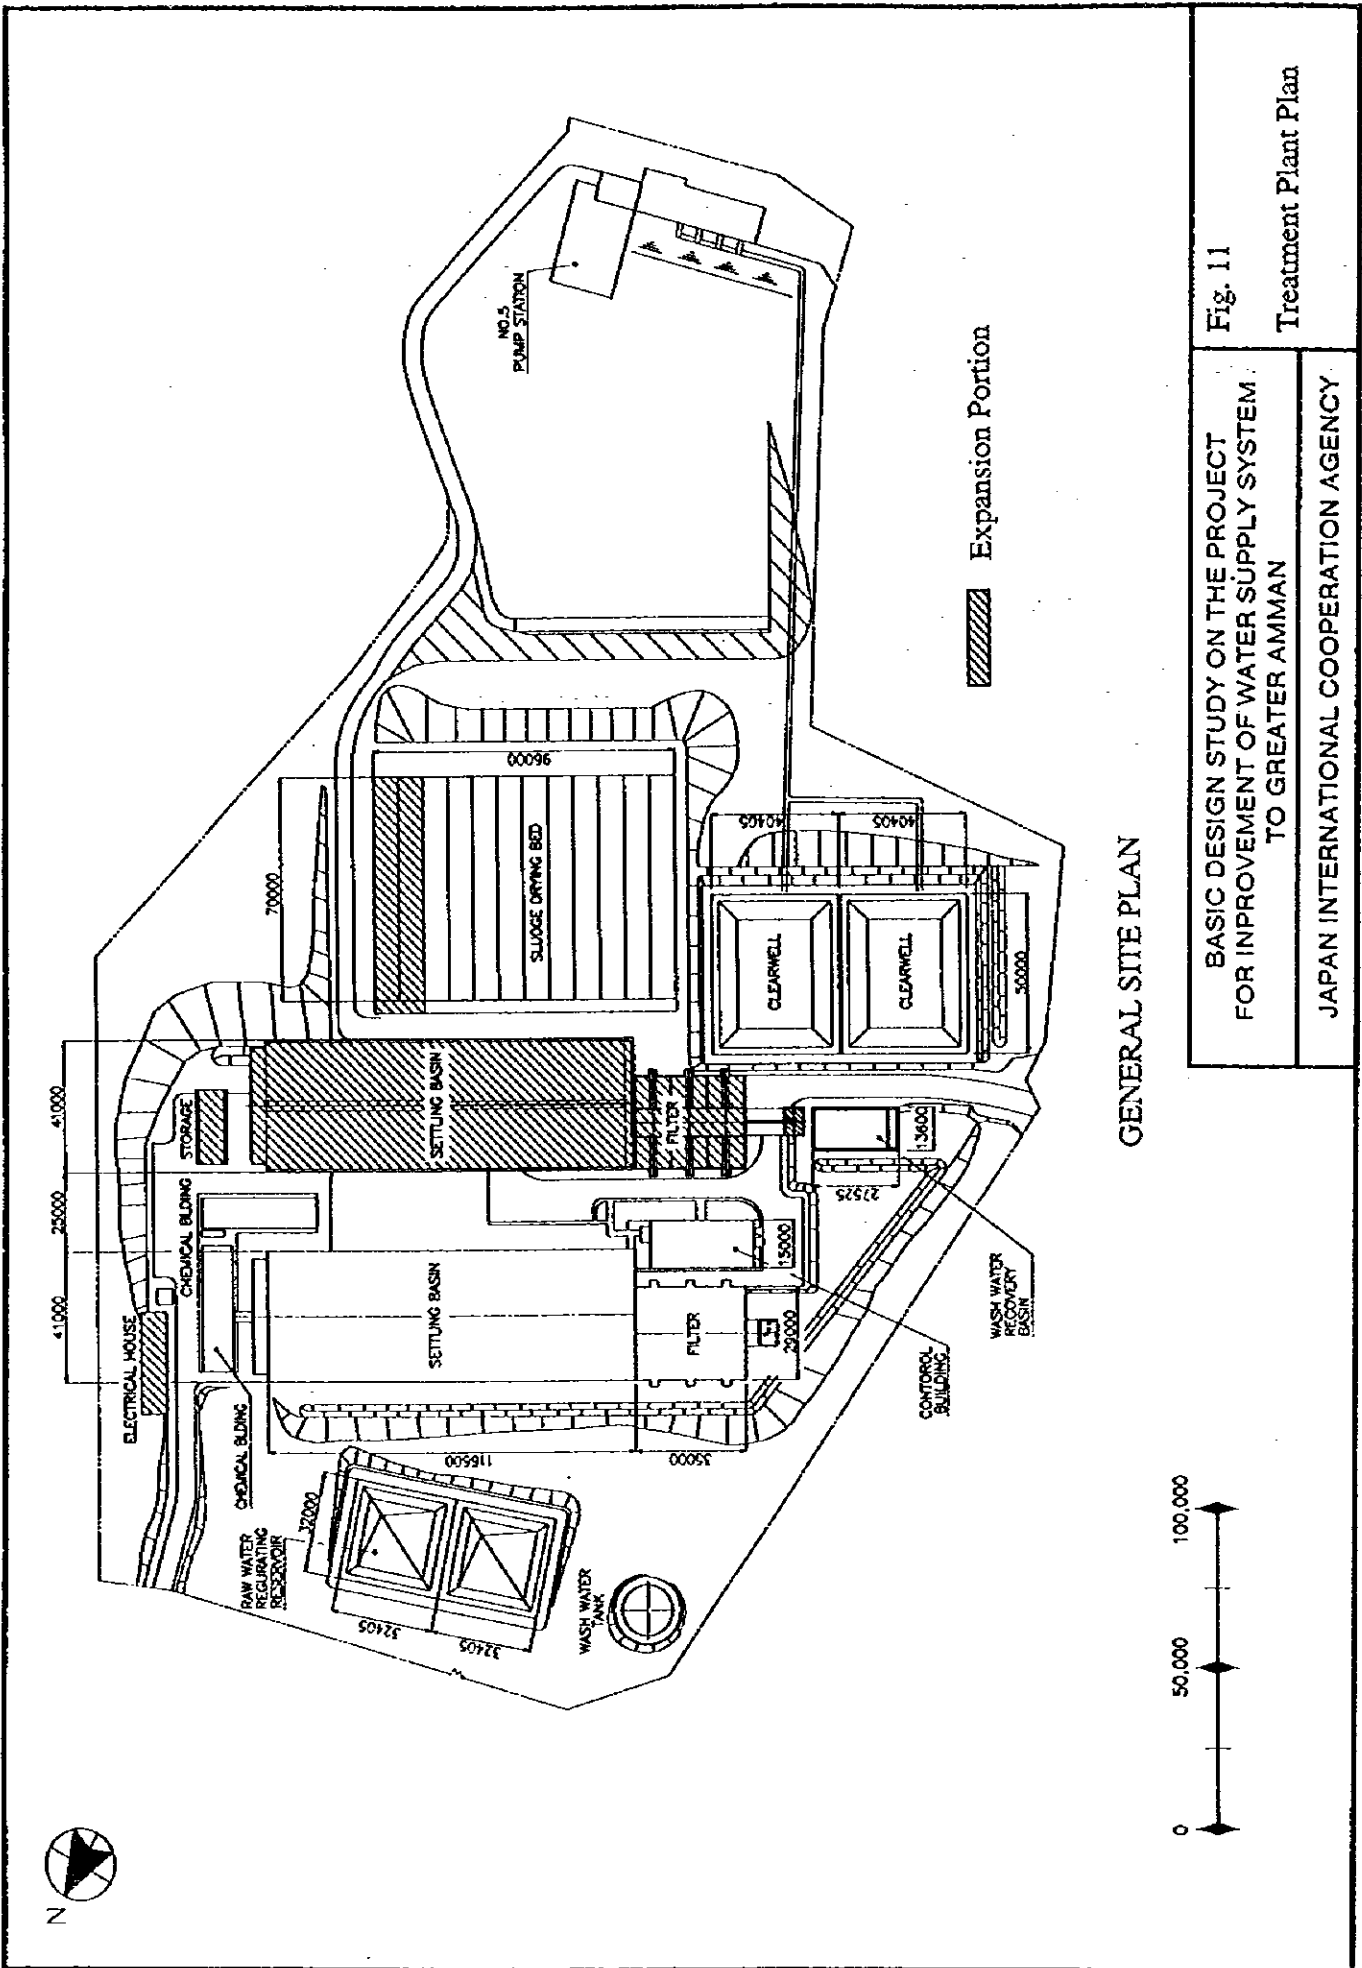 N
41000
25000
41000
ELECTRICAL HOUSE
CHEMICAL BLDING
STORAGE
CHEMICAL BLDING
RAW WATER
REGURATING
RESERVOIR
32000
32405
32405
WASH WATER
TANK
116500
35000
SETTLING BASIN
FILTER
29000
15000
SETTLING BASIN
FILTER
CONTOROL
BUILDING
WASH WATER
RECOVERY
BASIN
27525
13600
70000
96000
SLUDGE DRYING BED
CLEARWELL
CLEARWELL
40405
40405
50000
NO.5
PUMP STATION
Expansion Portion
GENERAL SITE PLAN
0
50,000
100,000
BASIC DESIGN STUDY ON THE PROJECT
FOR INPROVEMENT OF WATER SUPPLY SYSTEM
TO GREATER AMMAN
JAPAN INTERNATIONAL COOPERATION AGENCY
Fig. 11
Treatment Plant Plan